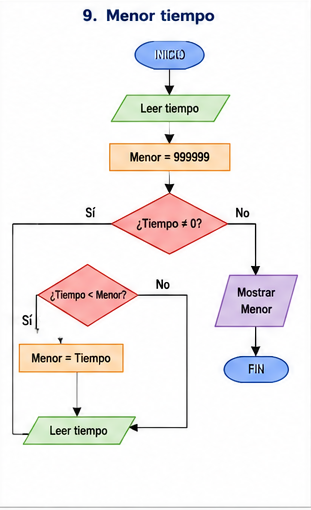 9. Menor tiempo
INICIO
Leer tiempo
Menor = 999999
¿Tiempo ≠ 0?
Sí
No
¿Tiempo < Menor?
Sí
No
Mostrar
Menor
Menor = Tiempo
FIN
Leer tiempo